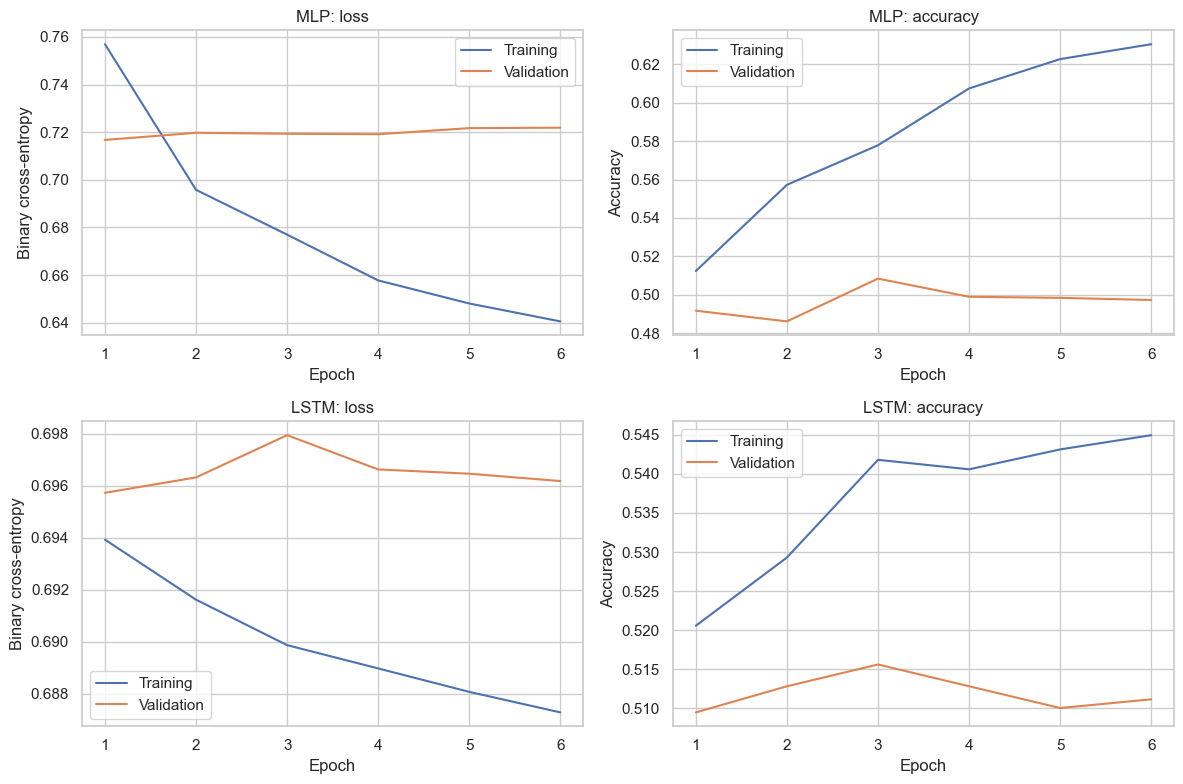 MLP: loss
Binary cross-entropy
0.76
0.74
0.72
0.70
0.68
0.66
0.64
Training
Validation
1 2 3 4 5 6
Epoch
MLP: accuracy
Accuracy
0.62
0.60
0.58
0.56
0.54
0.52
0.50
0.48
Training
Validation
1 2 3 4 5 6
Epoch
LSTM: loss
Binary cross-entropy
0.698
0.696
0.694
0.692
0.690
0.688
Training
Validation
1 2 3 4 5 6
Epoch
LSTM: accuracy
Accuracy
0.545
0.540
0.535
0.530
0.525
0.520
0.515
0.510
Training
Validation
1 2 3 4 5 6
Epoch